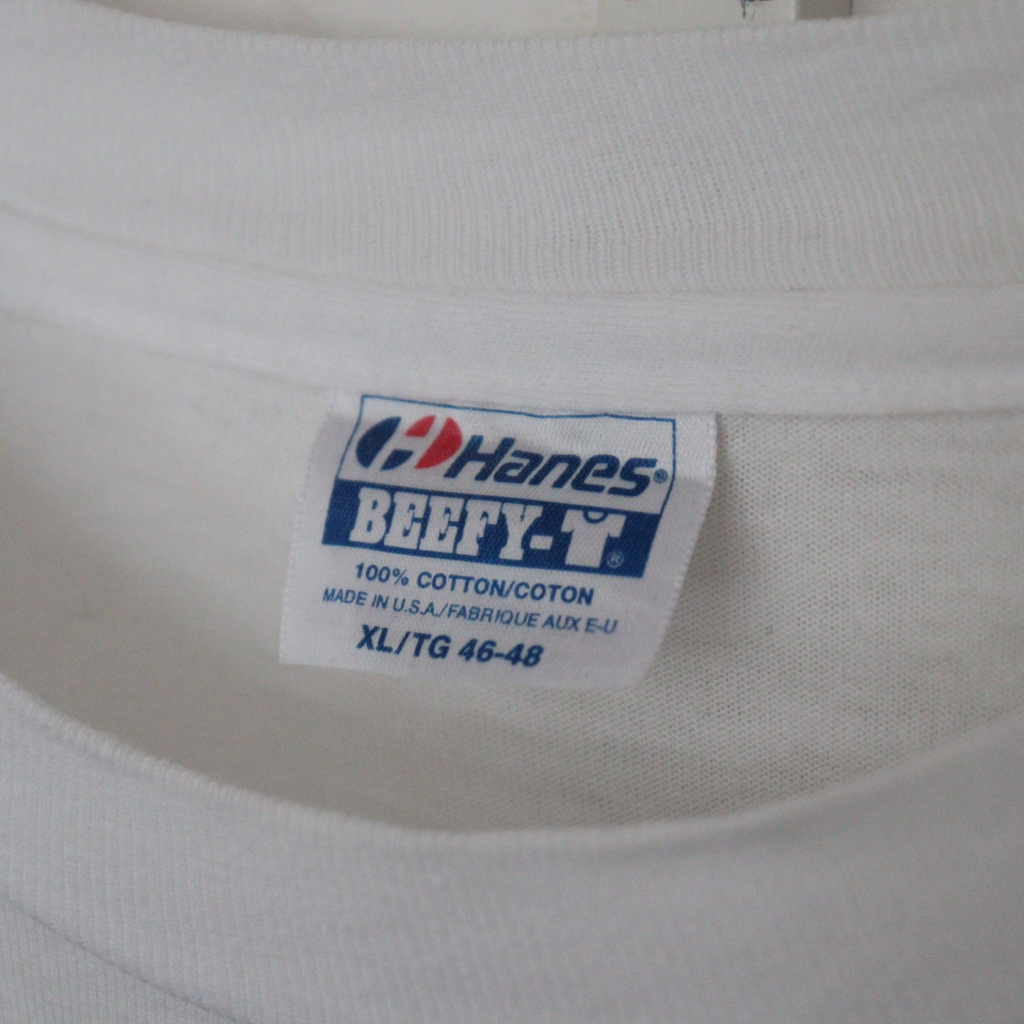 Hanes®
BEEFY-T®
100% COTTON/COTON
MADE IN U.S.A./FABRIQUE AUX E-U
XL/TG 46-48